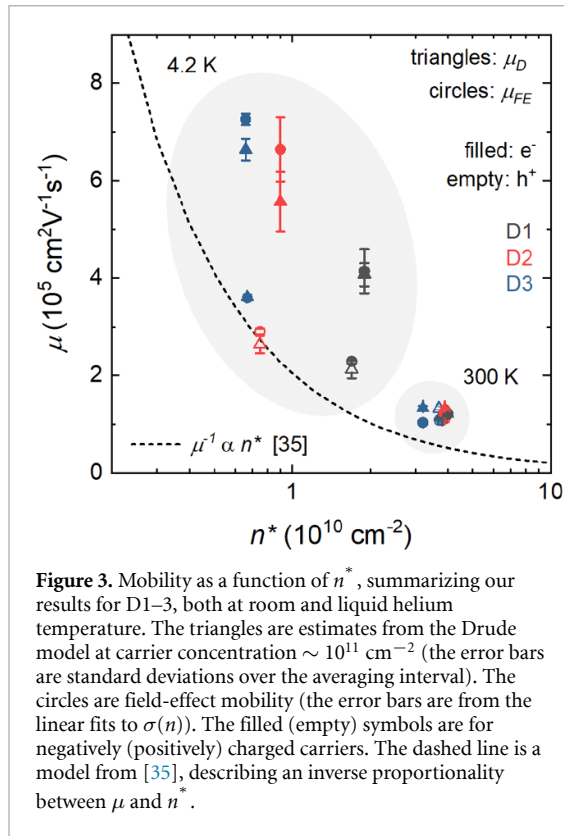 8
6
4
2
0
μ (10⁵ cm²V⁻¹s⁻¹)
4.2 K
triangles: μ_D
circles: μ_FE
filled: e⁻
empty: h⁺
D1
D2
D3
300 K
μ⁻¹ ∝ n* [35]
1
10
n* (10¹⁰ cm⁻²)
Figure 3. Mobility as a function of n*, summarizing our
results for D1–3, both at room and liquid helium
temperature. The triangles are estimates from the Drude
model at carrier concentration ∼ 10¹¹ cm⁻² (the error bars
are standard deviations over the averaging interval). The
circles are field-effect mobility (the error bars are from the
linear fits to σ(n)). The filled (empty) symbols are for
negatively (positively) charged carriers. The dashed line is a
model from [35], describing an inverse proportionality
between μ and n*.